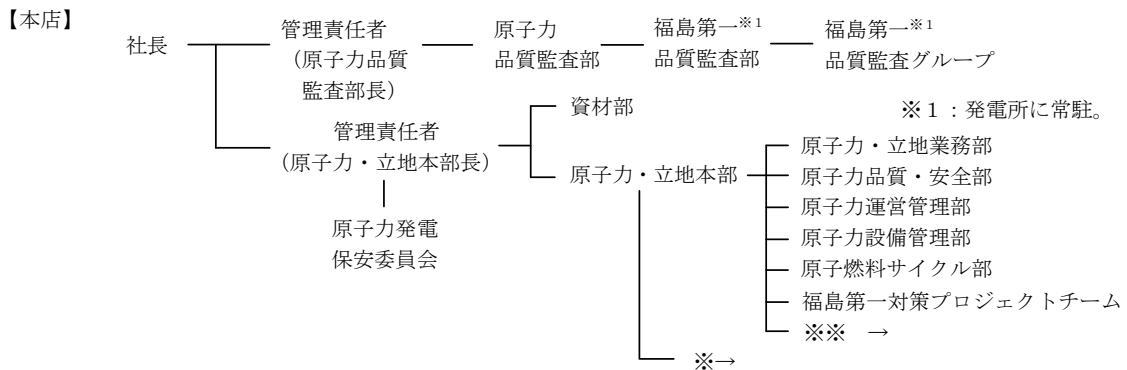 【本店】
社長
管理責任者
(原子力品質
監査部長)
原子力
品質監査部
福島第一※1
品質監査部
福島第一※1
品質監査グループ
※1:発電所に常駐。
管理責任者
(原子力・立地本部長)
原子力発電
保安委員会
資材部
原子力・立地本部
原子力・立地業務部
原子力品質・安全部
原子力運営管理部
原子力設備管理部
原子燃料サイクル部
福島第一対策プロジェクトチーム
※※ →
※→